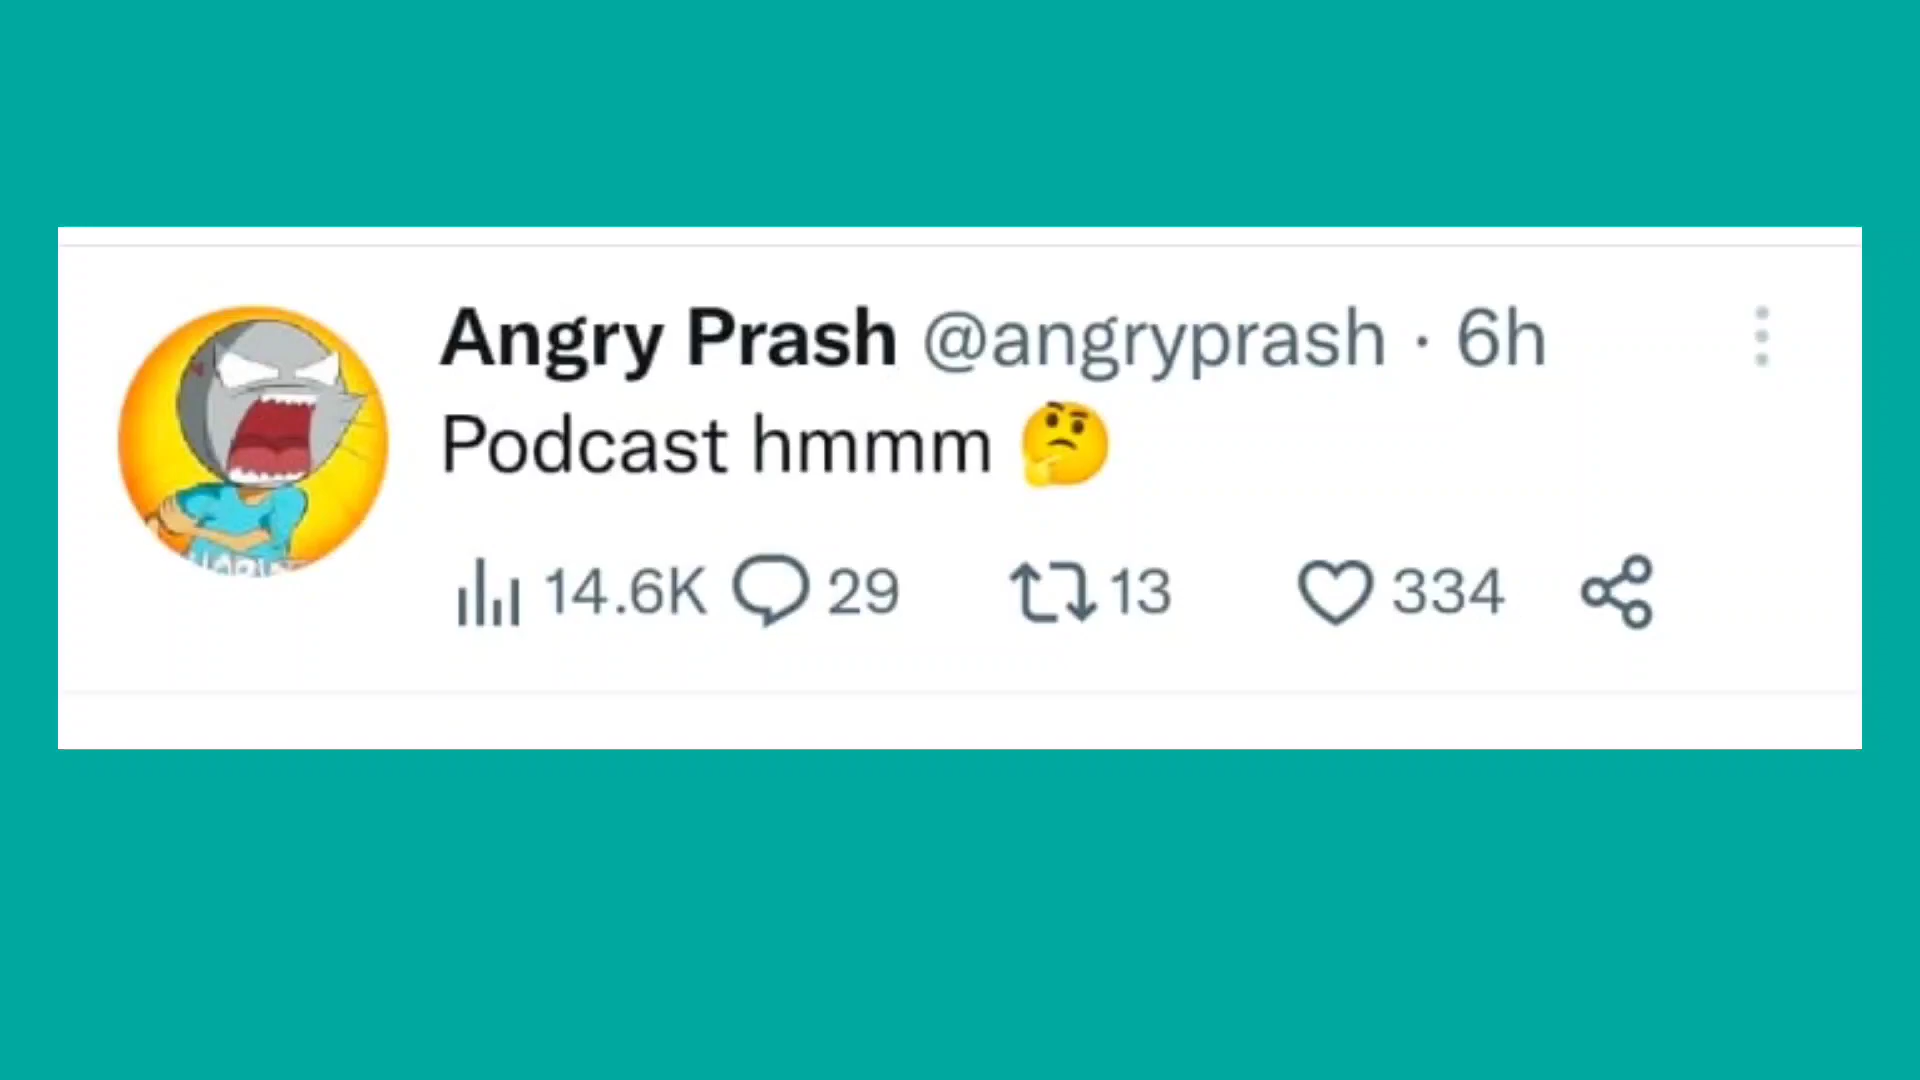 Angry Prash @angryprash · 6h
Podcast hmmm 🤔
14.6K 29 13 334